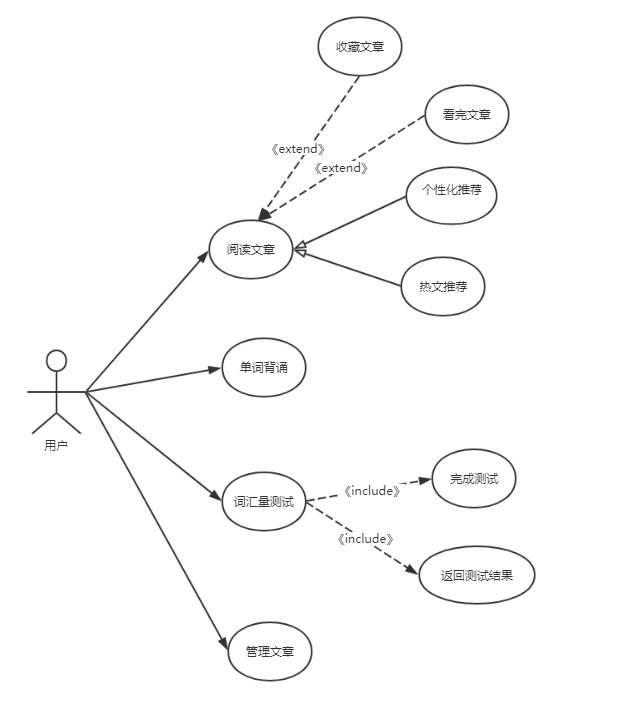 收藏文章
看完文章
《extend》
《extend》
个性化推荐
阅读文章
热文推荐
单词背诵
用户
词汇量测试
《include》
完成测试
《include》
返回测试结果
管理文章